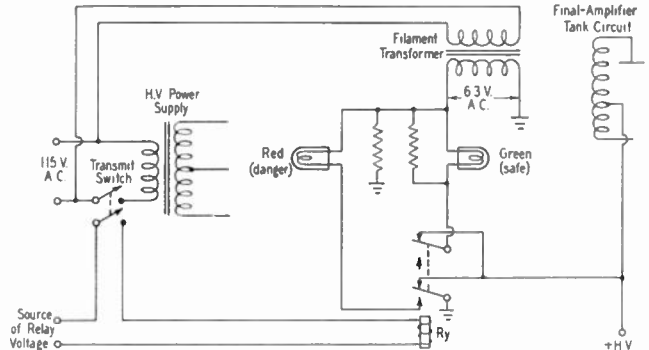 Final-Amplifier
Tank Circuit
Filament
Transformer
6.3 V.
A.C.
H.V. Power
Supply
115 V.
A.C.
Transmit
Switch
Red
(danger)
Green
(safe)
Source
of Relay
Voltage
Ry
+H V